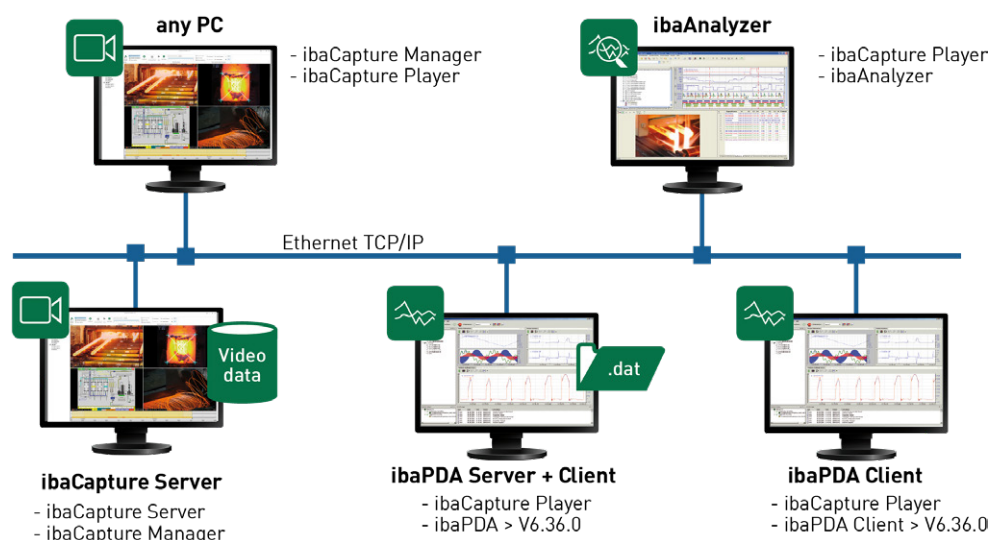 any PC
- ibaCapture Manager
- ibaCapture Player
ibaAnalyzer
- ibaCapture Player
- ibaAnalyzer
Ethernet TCP/IP
Video
data
.dat
ibaCapture Server
- ibaCapture Server
- ibaCapture Manager
ibaPDA Server + Client
- ibaCapture Player
- ibaPDA > V6.36.0
ibaPDA Client
- ibaCapture Player
- ibaPDA Client > V6.36.0